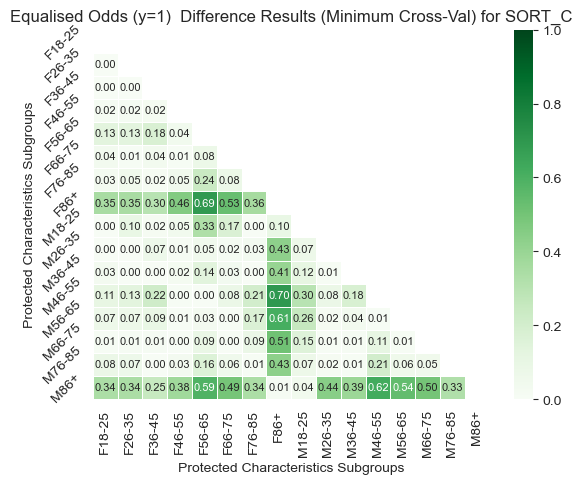 Equalised Odds (y=1) Difference Results (Minimum Cross-Val) for SORT_C
Protected Characteristics Subgroups
F18-25
F26-35 0.00
F36-45 0.00 0.00
F46-55 0.02 0.02 0.02
F56-65 0.13 0.13 0.18 0.04
F66-75 0.04 0.01 0.04 0.01 0.08
F76-85 0.03 0.05 0.02 0.05 0.24 0.08
F86+ 0.35 0.35 0.30 0.46 0.69 0.53 0.36
M18-25 0.00 0.10 0.02 0.05 0.33 0.17 0.00 0.10
M26-35 0.00 0.00 0.07 0.01 0.05 0.02 0.03 0.43 0.07
M36-45 0.03 0.00 0.00 0.02 0.14 0.03 0.00 0.41 0.12 0.01
M46-55 0.11 0.13 0.22 0.00 0.00 0.08 0.21 0.70 0.30 0.08 0.18
M56-65 0.07 0.07 0.09 0.01 0.03 0.00 0.17 0.61 0.26 0.02 0.04 0.01
M66-75 0.01 0.01 0.01 0.00 0.09 0.00 0.09 0.51 0.15 0.01 0.01 0.11 0.01
M76-85 0.08 0.07 0.00 0.03 0.16 0.06 0.01 0.43 0.07 0.02 0.01 0.21 0.06 0.05
M86+ 0.34 0.34 0.25 0.38 0.59 0.49 0.34 0.01 0.04 0.44 0.39 0.62 0.54 0.50 0.33
F18-25 F26-35 F36-45 F46-55 F56-65 F66-75 F76-85 F86+ M18-25 M26-35 M36-45 M46-55 M56-65 M66-75 M76-85 M86+
Protected Characteristics Subgroups
1.0
0.8
0.6
0.4
0.2
0.0